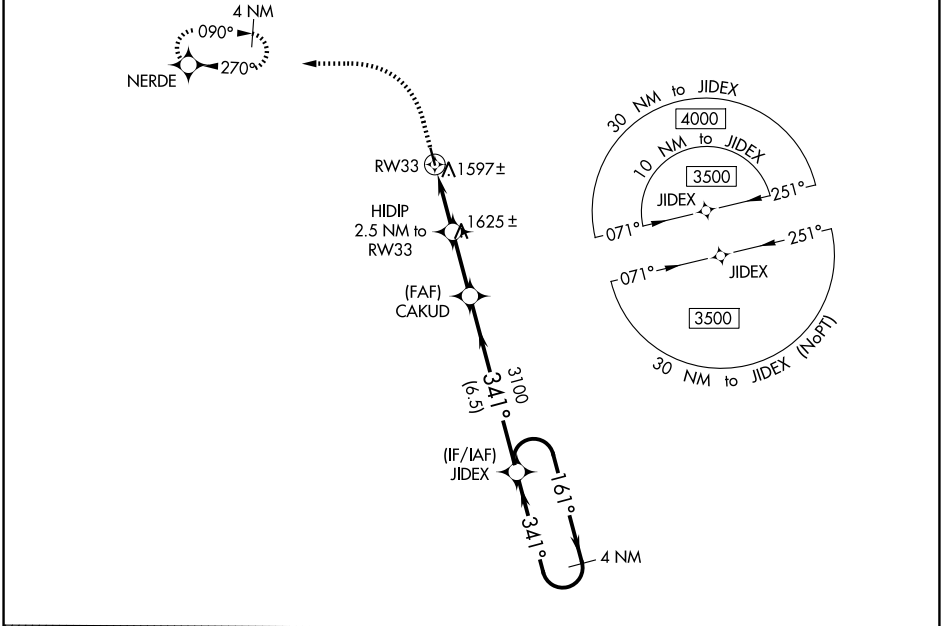 4 NM
090°
270°
NERDE
RW33
1597±
HIDIP
2.5 NM to
RW33
1625±
(FAF)
CAKUD
341°
3100
(6.5)
(IF/IAF)
JIDEX
161°
341°
4 NM
30 NM to JIDEX
4000
10 NM to JIDEX
3500
JIDEX
071°
251°
071°
251°
JIDEX
3500
30 NM to JIDEX (NoPT)